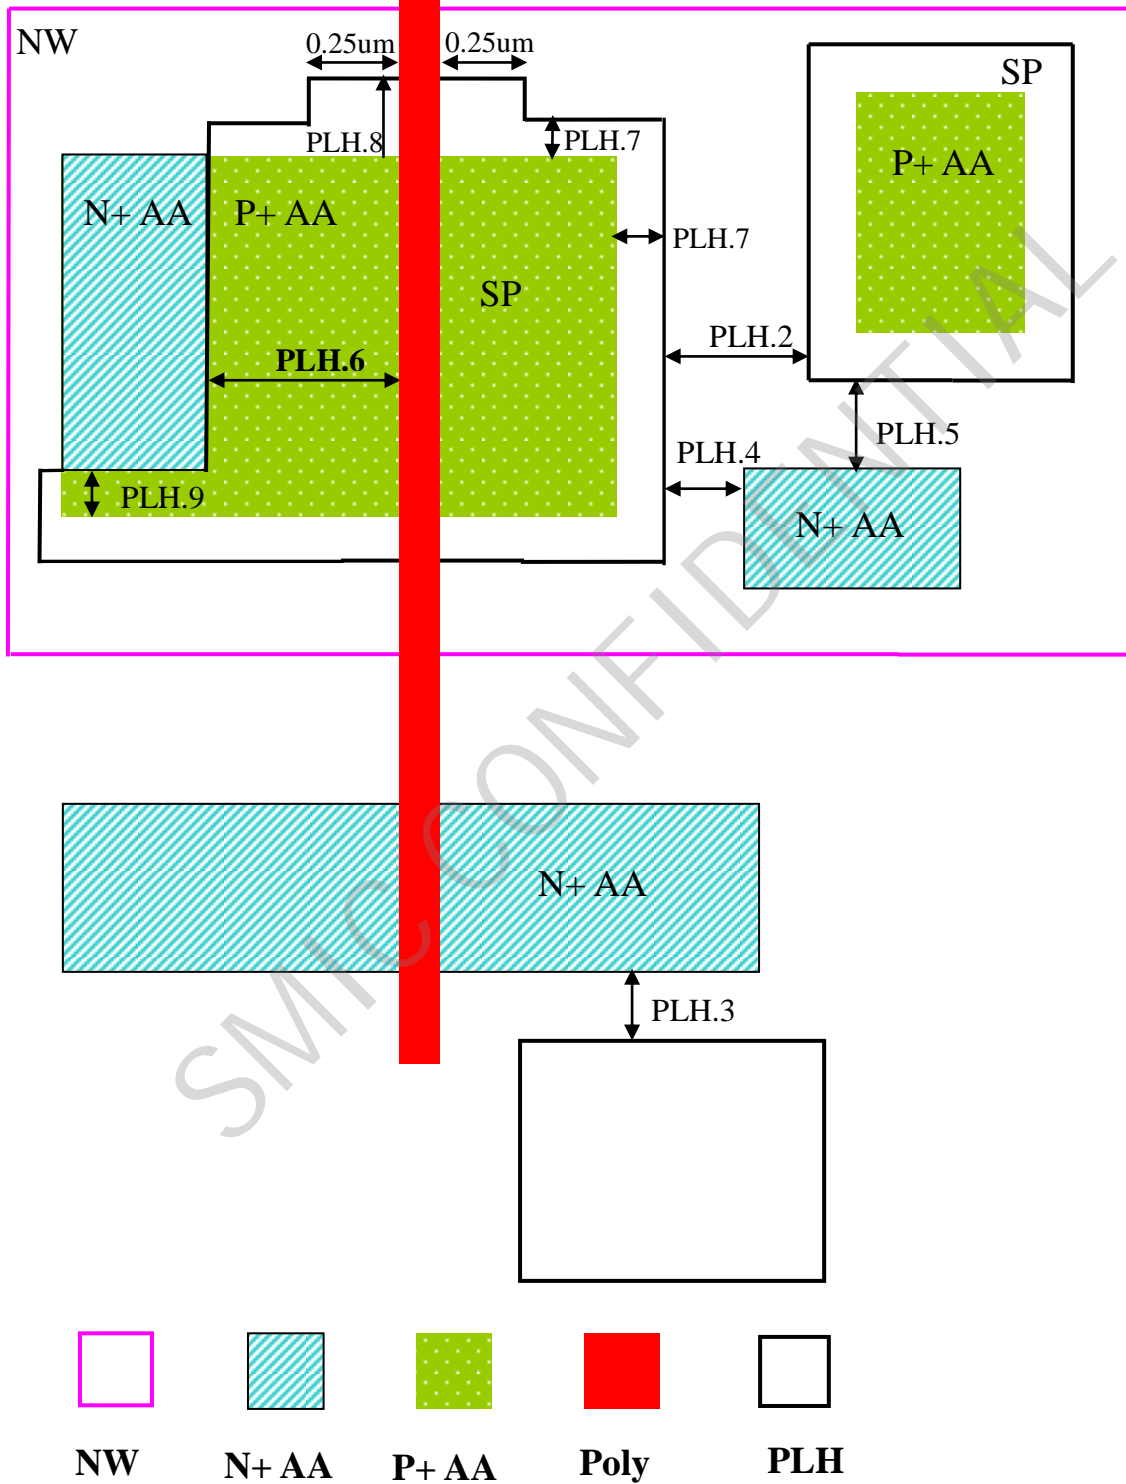 NW
0.25um
0.25um
SP
PLH.8
PLH.7
P+ AA
N+ AA
P+ AA
PLH.7
SP
PLH.2
PLH.6
PLH.5
PLH.4
PLH.9
N+ AA
N+ AA
PLH.3
SMIC CONFIDENTIAL
NW
N+ AA
P+ AA
Poly
PLH